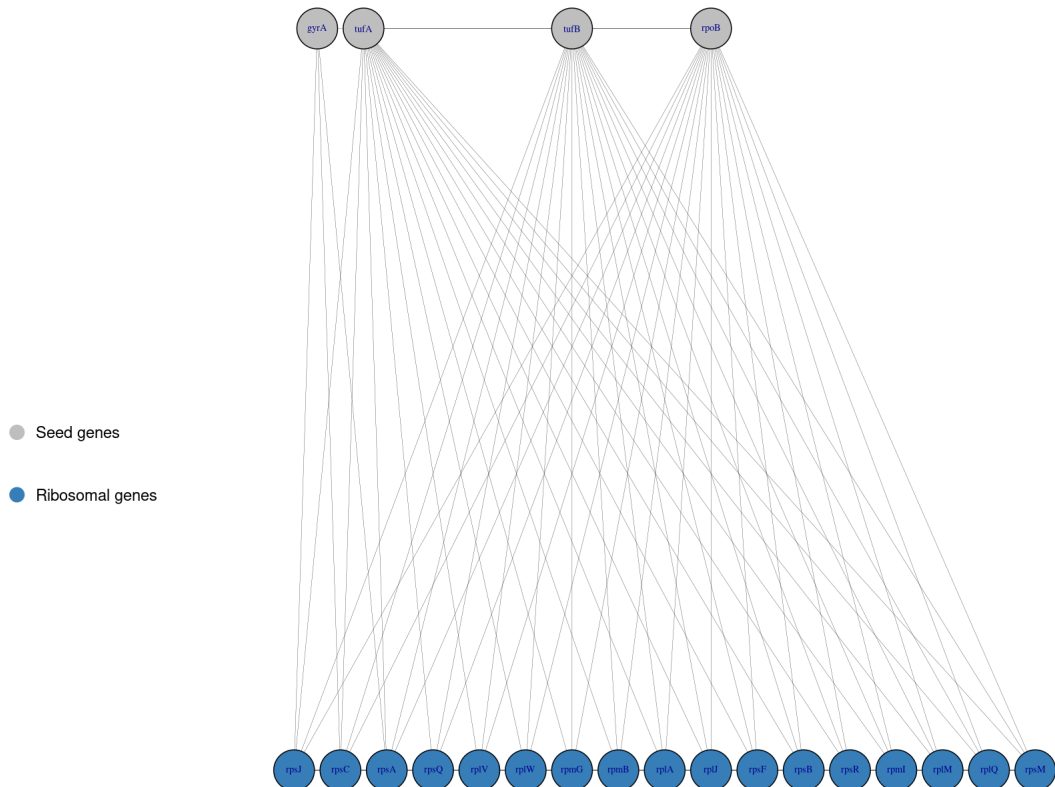 gyrA tufA tufB rpoB
Seed genes
Ribosomal genes
rpsJ rpsC rpsA rpsQ rplV rplW rpmG rpmB rplA rplJ rpsF rpsB rpsR rpmI rplM rplQ rpsM